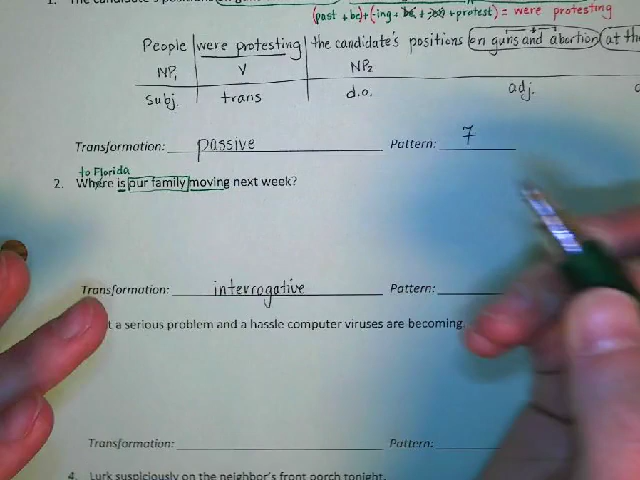 (past + be) + (ing + be + ing + protest) = were protesting
People were protesting the candidate's positions on guns and abortion at the
NP₁ V NP₂
subj. trans d.o. adj.
Transformation: passive Pattern: 7
to Florida
2. Where is our family moving next week?
Transformation: interrogative Pattern:
t a serious problem and a hassle computer viruses are becoming.
Transformation: Pattern:
4. Lurk suspiciously on the neighbor's front porch tonight.